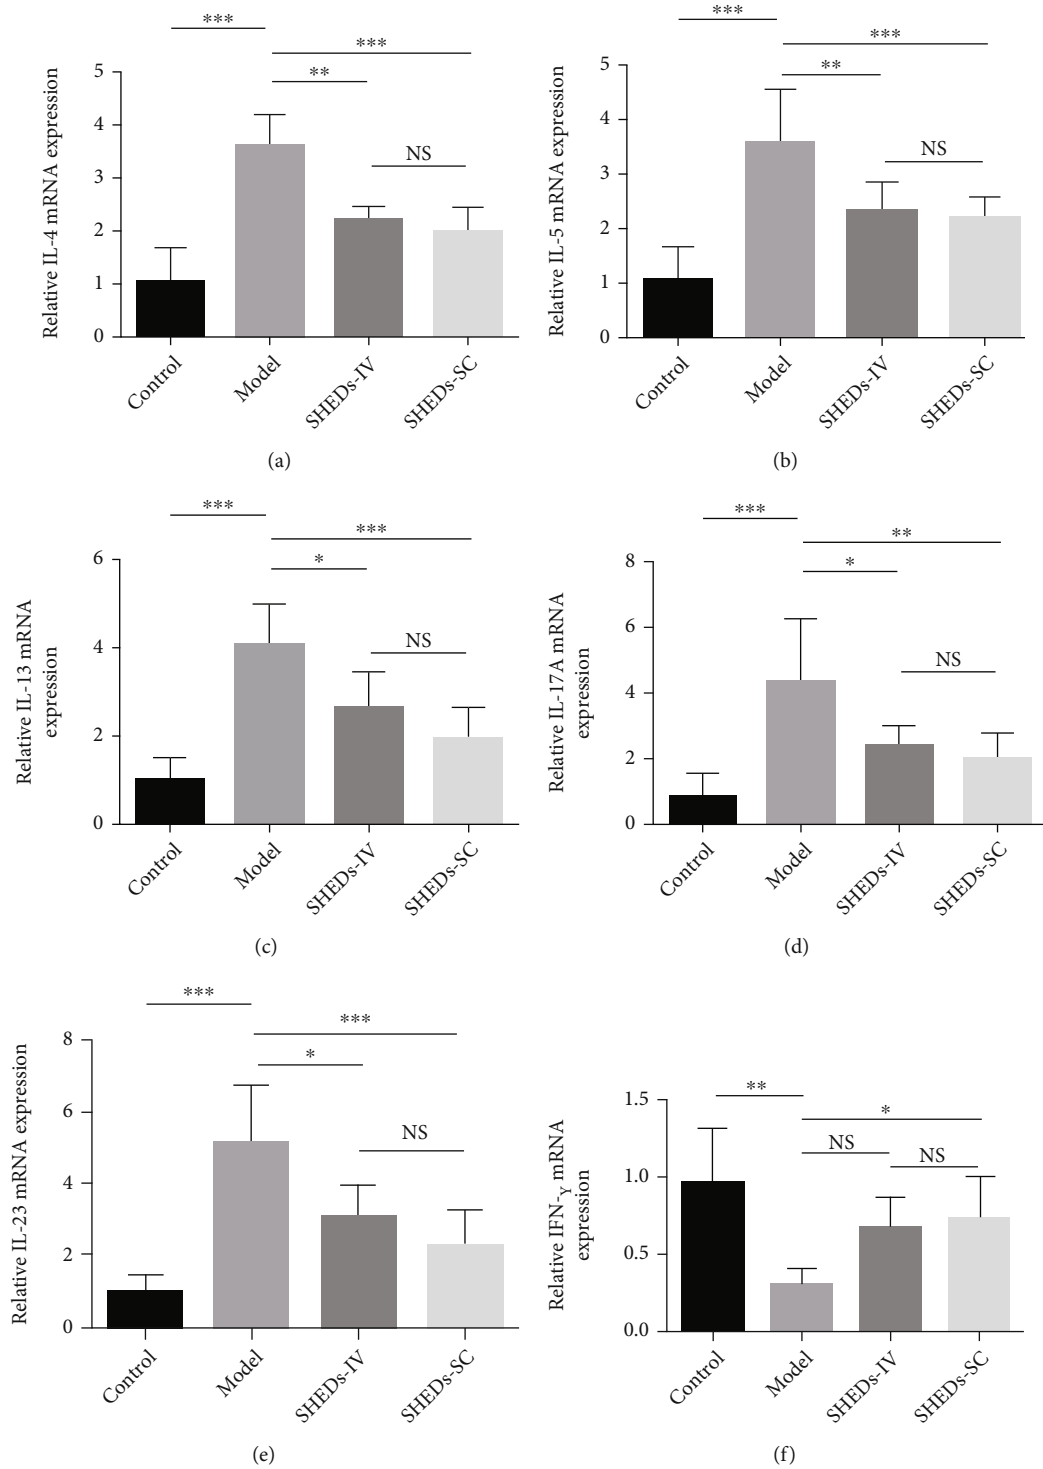 ***
***
**
NS
5
4
3
2
1
0
Relative IL-4 mRNA expression
Control
Model
SHEDs-IV
SHEDs-SC
(a)
***
***
**
NS
5
4
3
2
1
0
Relative IL-5 mRNA expression
Control
Model
SHEDs-IV
SHEDs-SC
(b)
***
***
*
NS
6
4
2
0
Relative IL-13 mRNA
expression
Control
Model
SHEDs-IV
SHEDs-SC
(c)
***
**
*
NS
8
6
4
2
0
Relative IL-17A mRNA
expression
Control
Model
SHEDs-IV
SHEDs-SC
(d)
***
***
*
NS
8
6
4
2
0
Relative IL-23 mRNA expression
Control
Model
SHEDs-IV
SHEDs-SC
(e)
**
*
NS
NS
1.5
1.0
0.5
0.0
Relative IFN-γ mRNA
expression
Control
Model
SHEDs-IV
SHEDs-SC
(f)